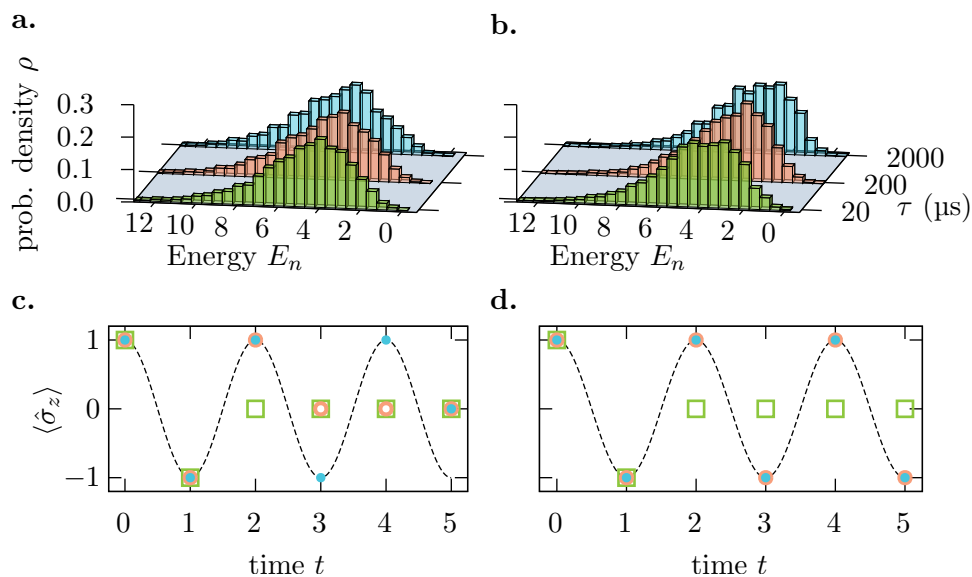 a.
b.
prob. density ρ
0.3
0.2
0.1
0.0
12 10 8 6 4 2 0
Energy Eₙ
12 10 8 6 4 2 0
Energy Eₙ
2000
200
20
τ (µs)
c.
d.
⟨σ̂_z⟩
1
0
−1
0 1 2 3 4 5
time t
0 1 2 3 4 5
time t